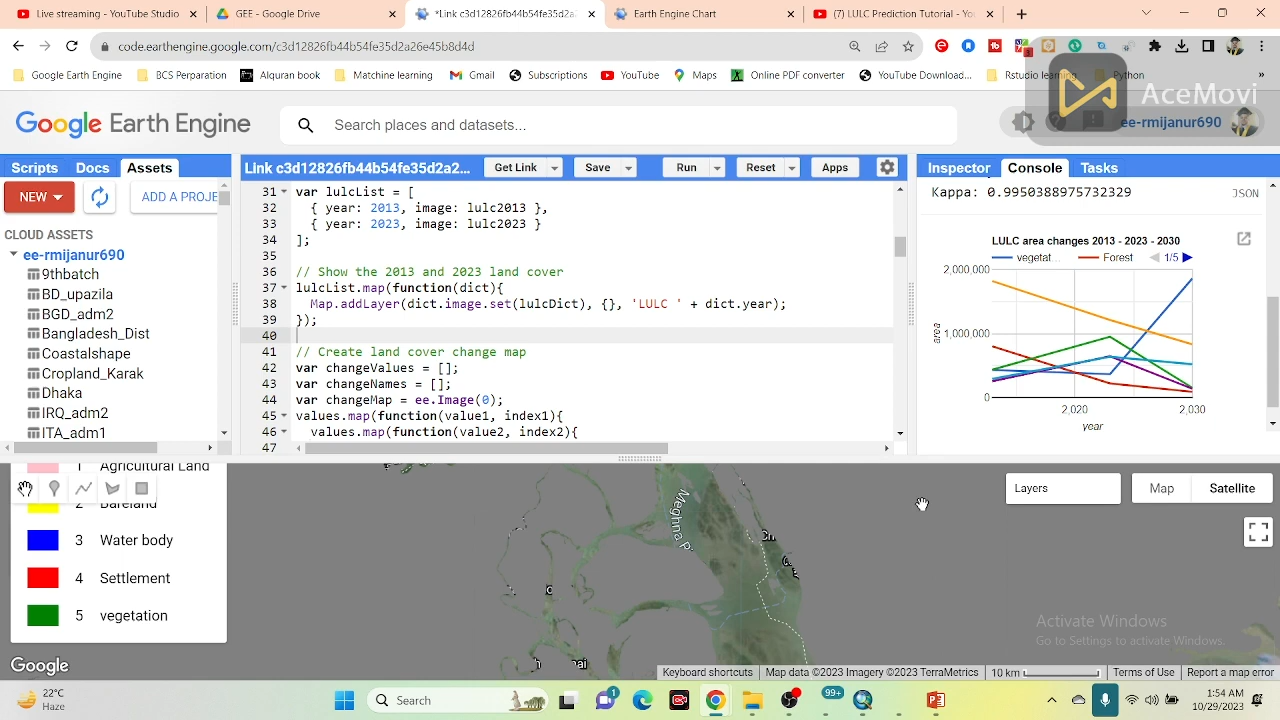 (5) live streaming - YouTube Studio
GEE - Google Drive
*Link c3d12826fb44b54fe35d2a
Earth Engine Chart
(7) LULC Prediction Tutorial - You
code.earthengine.google.com/c3d12826fb44b54fe35d2a26e45b8d4d
Google Earth Engine
BCS Perparation
Alquran book
Matchine learning
Gmail
Subscriptions
YouTube
Maps
Online PDF converter
YouTube Download...
Rstudio learning
Python
»
AceMovi
Google Earth Engine
Search places and datasets...
ee-rmijanur690
Scripts Docs Assets
Link c3d12826fb44b54fe35d2a2... Get Link Save Run Reset Apps
Inspector Console Tasks
NEW ADD A PROJE
CLOUD ASSETS
ee-rmijanur690
9thbatch
BD_upazila
BGD_adm2
Bangladesh_Dist
Coastalshape
Cropland_Karak
Dhaka
IRQ_adm2
ITA_adm1
31 var lulcList = [
32 { year: 2013, image: lulc2013 },
33 { year: 2023, image: lulc2023 }
34 ];
35
36 // Show the 2013 and 2023 land cover
37 lulcList.map(function(dict){
38 Map.addLayer(dict.image.set(lulcDict), {}, 'LULC ' + dict.year);
39 });
40
41 // Create land cover change map
42 var changeValues = [];
43 var changeNames = [];
44 var changeMap = ee.Image(0);
45 values.map(function(value1, index1){
46 values.map(function(value2, index2){
47
Kappa: 0.9950388975732329 JSON
LULC area changes 2013 - 2023 - 2030
vegetat... Forest 1/5
2,000,000
1,000,000
0
area
2,020 2,030
year
1 Agricultural Land
2 Bareland
3 Water body
4 Settlement
5 vegetation
Meghna
Layers
Map Satellite
Activate Windows
Go to Settings to activate Windows.
Google
Keyboard shortcuts Map data ©2023 Imagery ©2023 TerraMetrics 10 km Terms of Use Report a map error
22°C
Haze
Search
1
99+
1:54 AM
10/29/2023